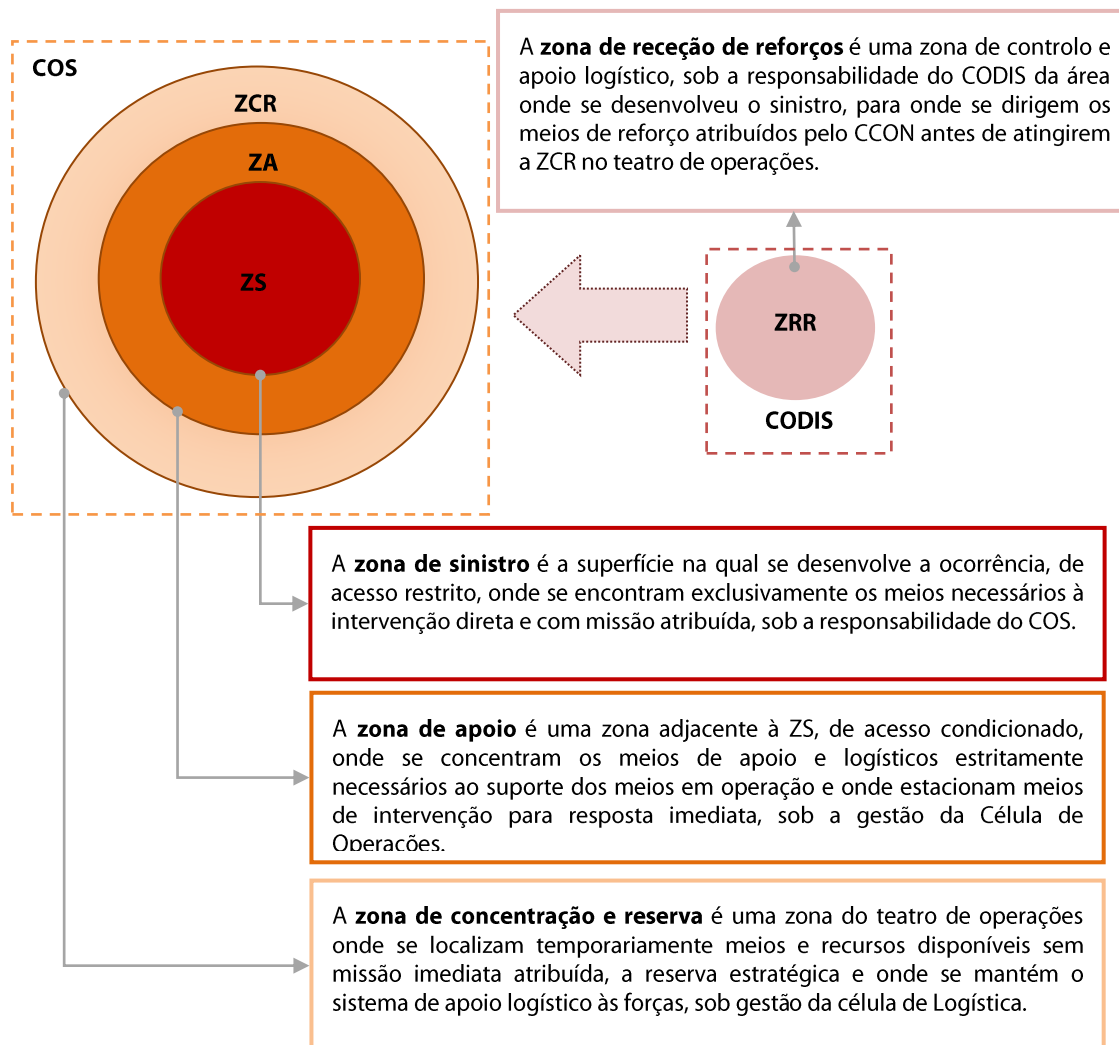 COS
ZCR
ZA
ZS
A zona de receção de reforços é uma zona de controlo e
apoio logístico, sob a responsabilidade do CODIS da área
onde se desenvolveu o sinistro, para onde se dirigem os
meios de reforço atribuídos pelo CCON antes de atingirem
a ZCR no teatro de operações.
ZRR
CODIS
A zona de sinistro é a superfície na qual se desenvolve a ocorrência, de
acesso restrito, onde se encontram exclusivamente os meios necessários à
intervenção direta e com missão atribuída, sob a responsabilidade do COS.
A zona de apoio é uma zona adjacente à ZS, de acesso condicionado,
onde se concentram os meios de apoio e logísticos estritamente
necessários ao suporte dos meios em operação e onde estacionam meios
de intervenção para resposta imediata, sob a gestão da Célula de
Operações.
A zona de concentração e reserva é uma zona do teatro de operações
onde se localizam temporariamente meios e recursos disponíveis sem
missão imediata atribuída, a reserva estratégica e onde se mantém o
sistema de apoio logístico às forças, sob gestão da célula de Logística.